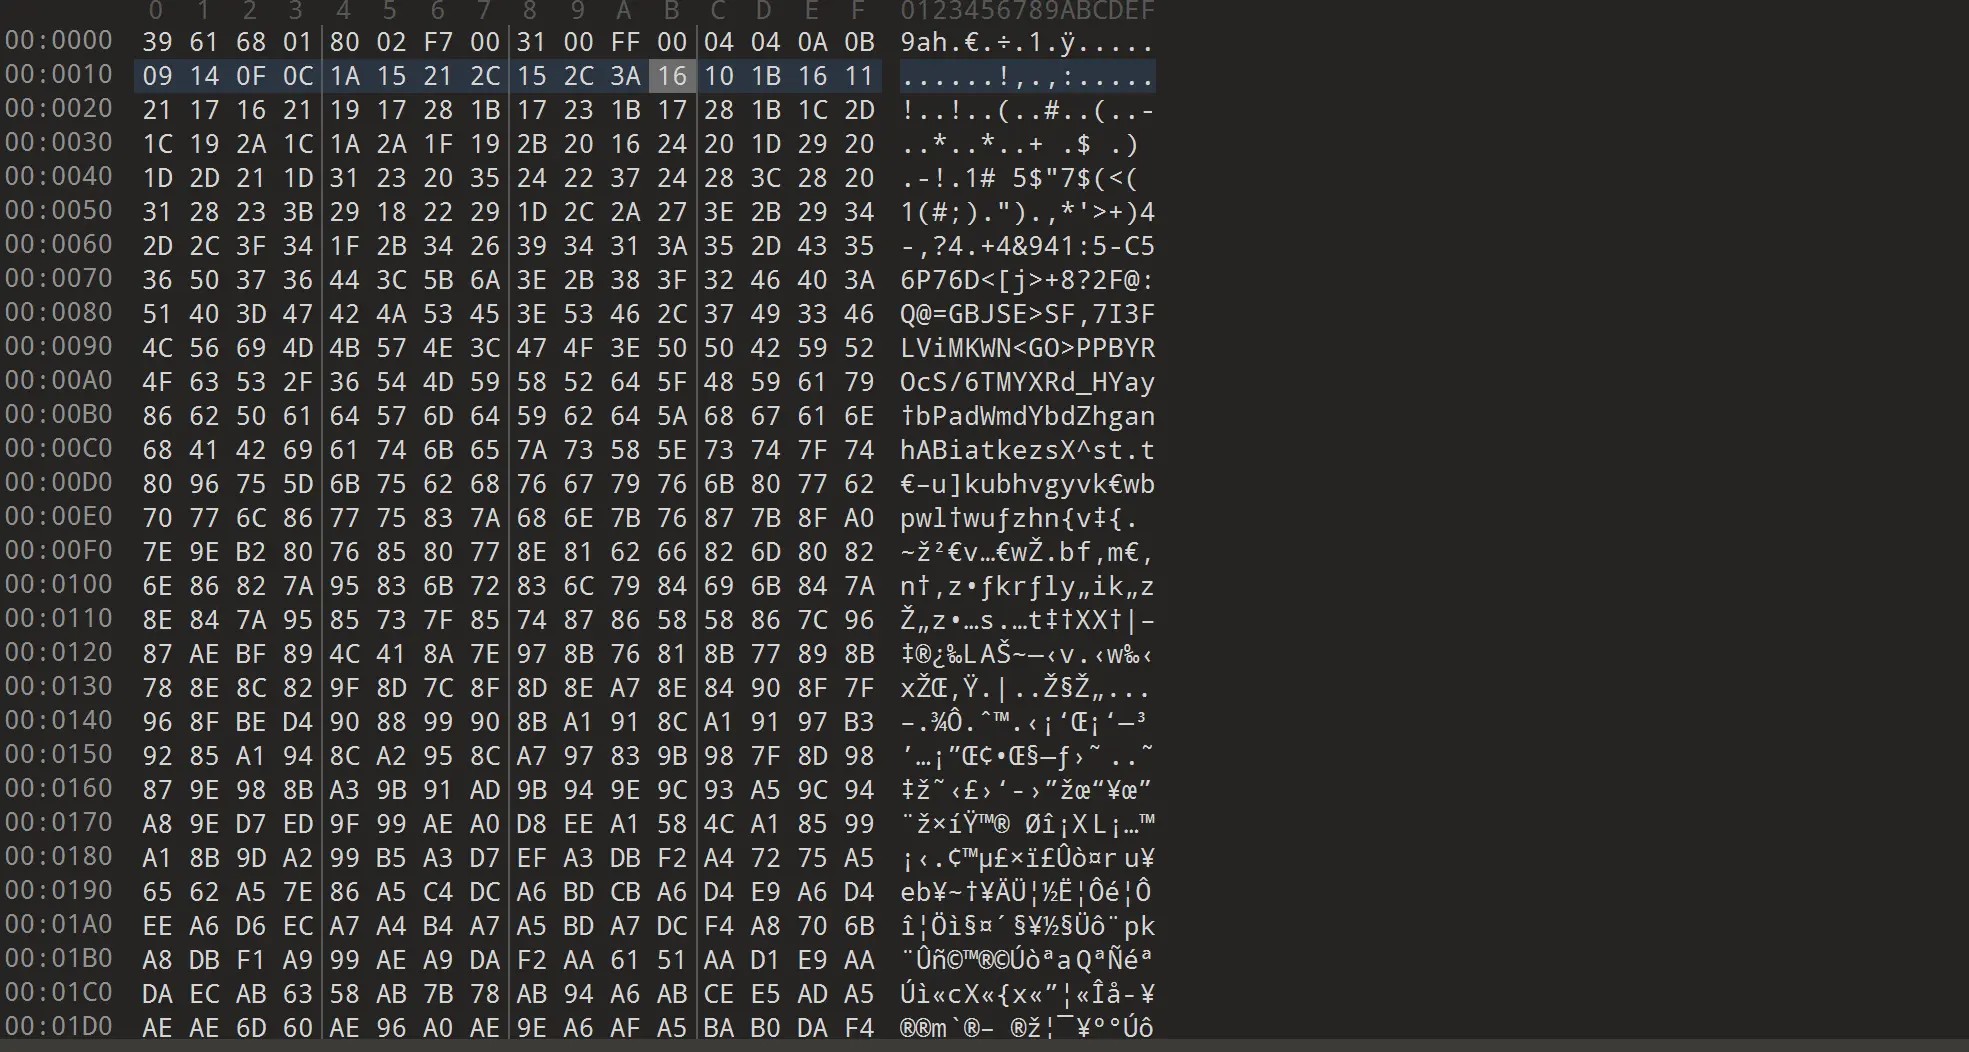 0 1 2 3 4 5 6 7 8 9 A B C D E F 0123456789ABCDEF
00:0000 39 61 68 01 80 02 F7 00 31 00 FF 00 04 04 0A 0B 9ah.€.÷.1.ÿ.....
00:0010 09 14 0F 0C 1A 15 21 2C 15 2C 3A 16 10 1B 16 11 ......!,.,:.....
00:0020 21 17 16 21 19 17 28 1B 17 23 1B 17 28 1B 1C 2D !..!..(..#..(..-
00:0030 1C 19 2A 1C 1A 2A 1F 19 2B 20 16 24 20 1D 29 20 ..*..*..+ .$ .)
00:0040 1D 2D 21 1D 31 23 20 35 24 22 37 24 28 3C 28 20 .-!.1# 5$"7$(<(
00:0050 31 28 23 3B 29 18 22 29 1D 2C 2A 27 3E 2B 29 34 1(#;).").,*'>+)4
00:0060 2D 2C 3F 34 1F 2B 34 26 39 34 31 3A 35 2D 43 35 -,?4.+4&941:5-C5
00:0070 36 50 37 36 44 3C 5B 6A 3E 2B 38 3F 32 46 40 3A 6P76D<[j>+8?2F@:
00:0080 51 40 3D 47 42 4A 53 45 3E 53 46 2C 37 49 33 46 Q@=GBJSE>SF,7I3F
00:0090 4C 56 69 4D 4B 57 4E 3C 47 4F 3E 50 50 42 59 52 LViMKWN<GO>PPBYR
00:00A0 4F 63 53 2F 36 54 4D 59 58 52 64 5F 48 59 61 79 OcS/6TMYXRd_HYay
00:00B0 86 62 50 61 64 57 6D 64 59 62 64 5A 68 67 61 6E †bPadWmdYbdZhgan
00:00C0 68 41 42 69 61 74 6B 65 7A 73 58 5E 73 74 7F 74 hABiatkezsX^st.t
00:00D0 80 96 75 5D 6B 75 62 68 76 67 79 76 6B 80 77 62 €–u]kubhvgyvk€wb
00:00E0 70 77 6C 86 77 75 83 7A 68 6E 7B 76 87 7B 8F A0 pwl†wuƒzhn{v‡{.
00:00F0 7E 9E B2 80 76 85 80 77 8E 81 62 66 82 6D 80 82 ~ž²€v…€wŽ.bf‚m€‚
00:0100 6E 86 82 7A 95 83 6B 72 83 6C 79 84 69 6B 84 7A n†‚z•ƒkrƒly„ik„z
00:0110 8E 84 7A 95 85 73 7F 85 74 87 86 58 58 86 7C 96 Ž„z•…s.…t‡†XX†|–
00:0120 87 AE BF 89 4C 41 8A 7E 97 8B 76 81 8B 77 89 8B ‡®¿‰LAŠ~—‹v.‹w‰‹
00:0130 78 8E 8C 82 9F 8D 7C 8F 8D 8E A7 8E 84 90 8F 7F xŽŒ‚Ÿ.|..Ž§Ž„...
00:0140 96 8F BE D4 90 88 99 90 8B A1 91 8C A1 91 97 B3 –.¾Ô.ˆ™.‹¡‘Œ¡‘—³
00:0150 92 85 A1 94 8C A2 95 8C A7 97 83 9B 98 7F 8D 98 ’…¡”Œ¢•Œ§—ƒ›˜..˜
00:0160 87 9E 98 8B A3 9B 91 AD 9B 94 9E 9C 93 A5 9C 94 ‡ž˜‹£›‘-›”žœ“¥œ”
00:0170 A8 9E D7 ED 9F 99 AE A0 D8 EE A1 58 4C A1 85 99 ¨ž×íŸ™® Øî¡XL¡…™
00:0180 A1 8B 9D A2 99 B5 A3 D7 EF A3 DB F2 A4 72 75 A5 ¡‹.¢™µ£×ï£Ûò¤ru¥
00:0190 65 62 A5 7E 86 A5 C4 DC A6 BD CB A6 D4 E9 A6 D4 eb¥~†¥ÄÜ¦½Ë¦Ôé¦Ô
00:01A0 EE A6 D6 EC A7 A4 B4 A7 A5 BD A7 DC F4 A8 70 6B î¦Öì§¤´§¥½§Üô¨pk
00:01B0 A8 DB F1 A9 99 AE A9 DA F2 AA 61 51 AA D1 E9 AA ¨Ûñ©™®©ÚòªaQªÑéª
00:01C0 DA EC AB 63 58 AB 7B 78 AB 94 A6 AB CE E5 AD A5 Úì«cX«{x«”¦«Îå-¥
00:01D0 AE AE 6D 60 AE 96 A0 AE 9E A6 AF A5 BA B0 DA F4 ®®m`®– ®ž¦¯¥º°Úô